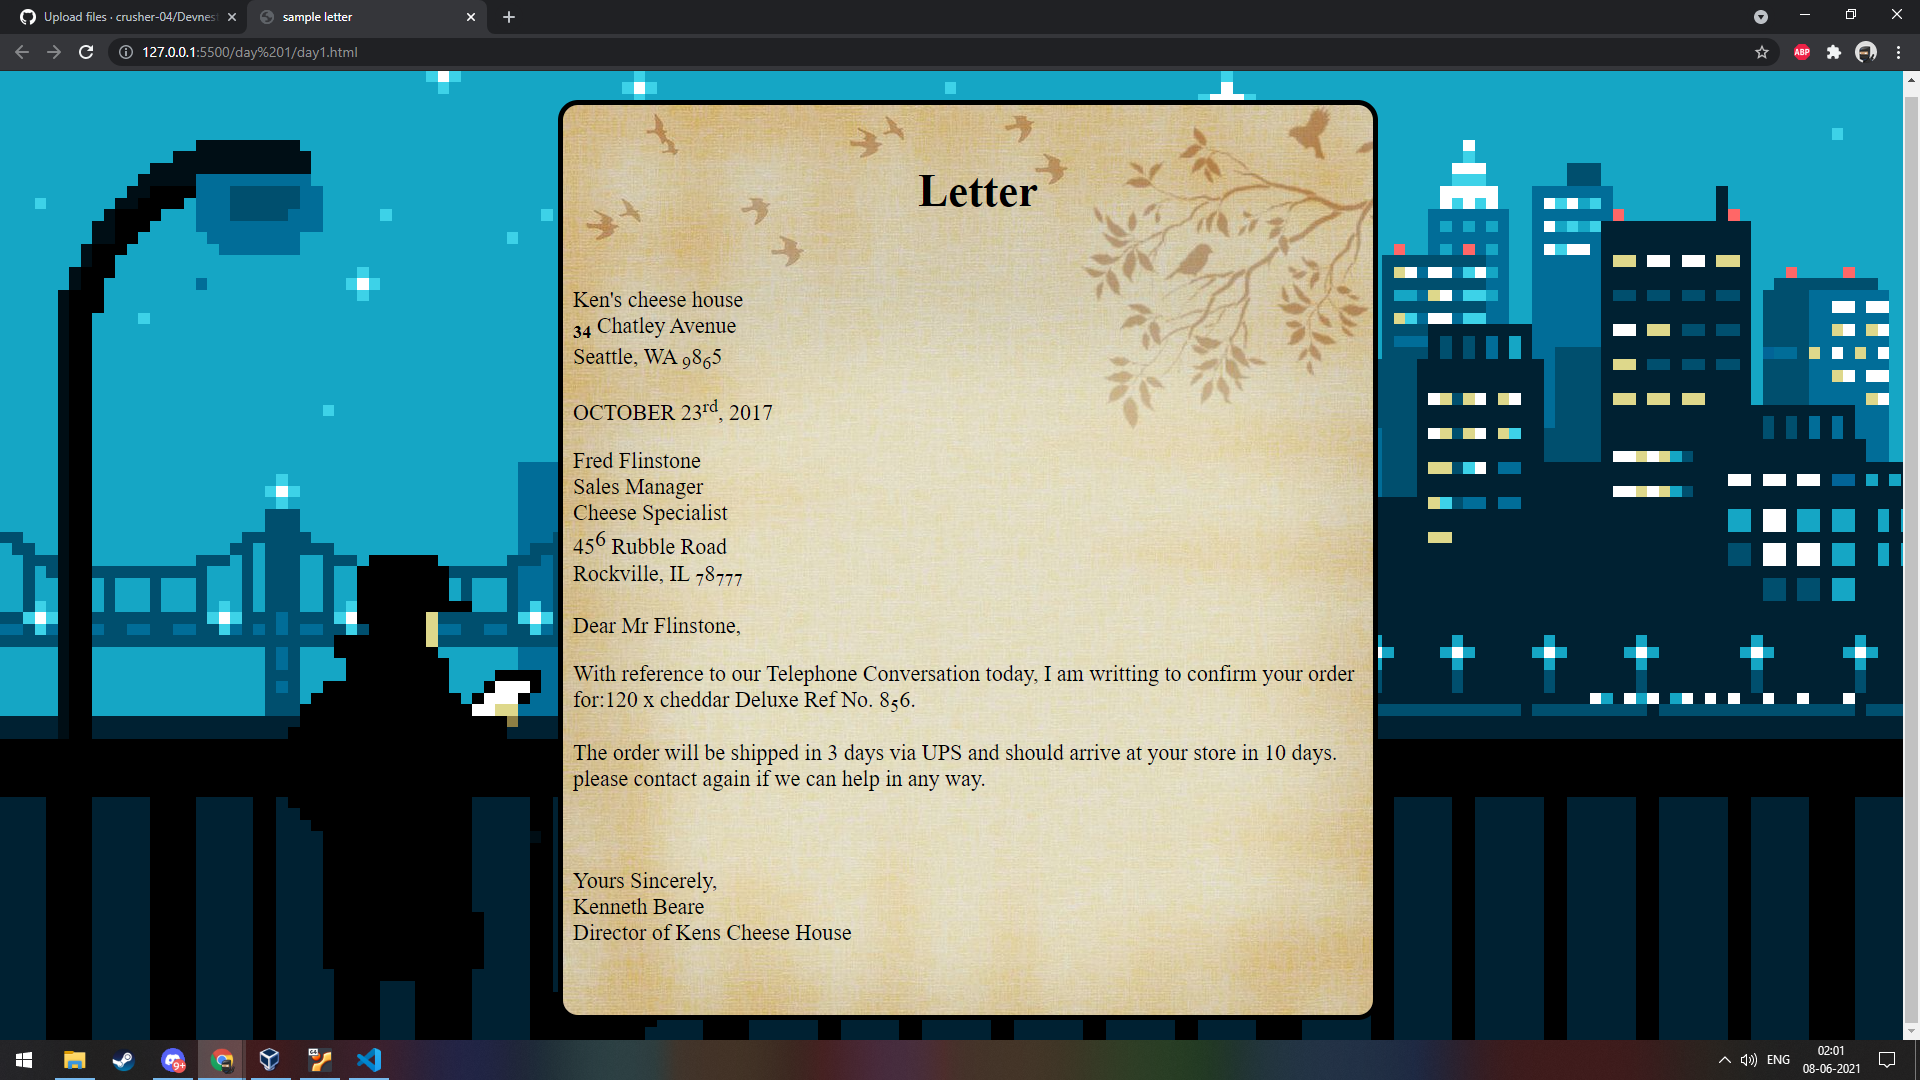 Upload files · crusher-04/Devnest
sample letter
127.0.0.1:5500/day%201/day1.html
ABP
Letter
Ken's cheese house
34 Chatley Avenue
Seattle, WA 9865
OCTOBER 23rd, 2017
Fred Flinstone
Sales Manager
Cheese Specialist
456 Rubble Road
Rockville, IL 78777
Dear Mr Flinstone,
With reference to our Telephone Conversation today, I am writting to confirm your order
for:120 x cheddar Deluxe Ref No. 856.
The order will be shipped in 3 days via UPS and should arrive at your store in 10 days.
please contact again if we can help in any way.
Yours Sincerely,
Kenneth Beare
Director of Kens Cheese House
9+
ENG
02:01
08-06-2021